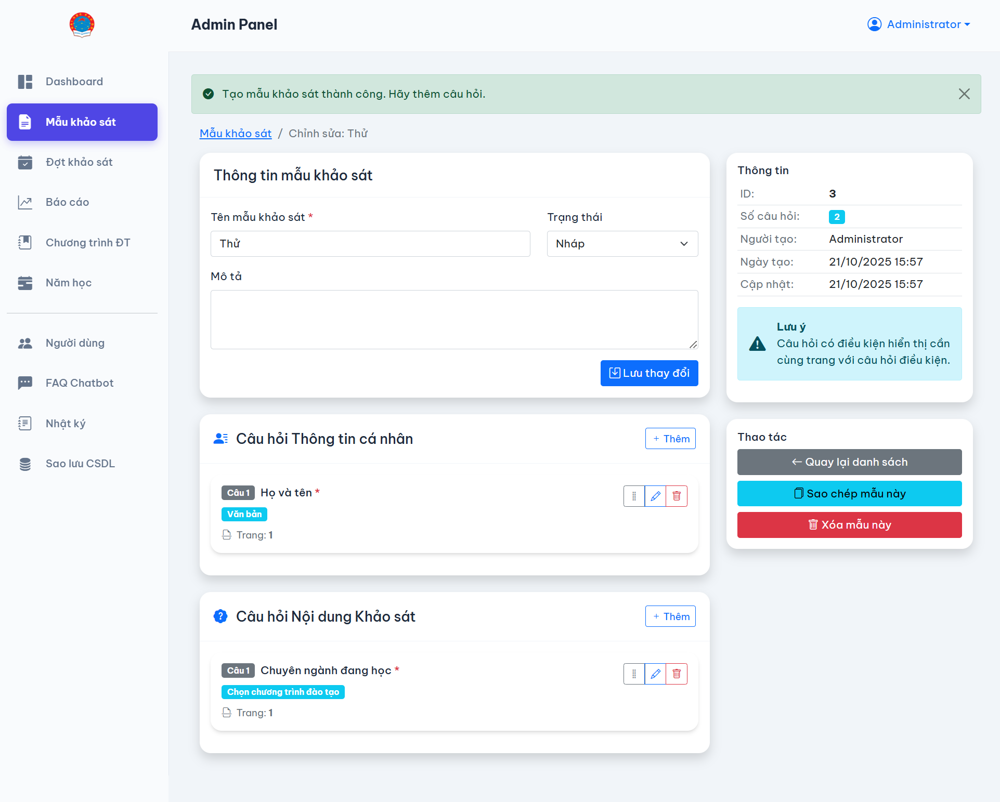 Admin Panel
Administrator
Dashboard
Mẫu khảo sát
Đợt khảo sát
Báo cáo
Chương trình ĐT
Năm học
Người dùng
FAQ Chatbot
Nhật ký
Sao lưu CSDL
Tạo mẫu khảo sát thành công. Hãy thêm câu hỏi.
Mẫu khảo sát / Chỉnh sửa: Thử
Thông tin mẫu khảo sát
Tên mẫu khảo sát *
Trạng thái
Thử
Nháp
Mô tả
Lưu thay đổi
Câu hỏi Thông tin cá nhân
+ Thêm
Câu 1 Họ và tên *
Văn bản
Trang: 1
Câu hỏi Nội dung Khảo sát
+ Thêm
Câu 1 Chuyên ngành đang học *
Chọn chương trình đào tạo
Trang: 1
Thông tin
ID: 3
Số câu hỏi: 2
Người tạo: Administrator
Ngày tạo: 21/10/2025 15:57
Cập nhật: 21/10/2025 15:57
Lưu ý
Câu hỏi có điều kiện hiển thị cần
cùng trang với câu hỏi điều kiện.
Thao tác
Quay lại danh sách
Sao chép mẫu này
Xóa mẫu này